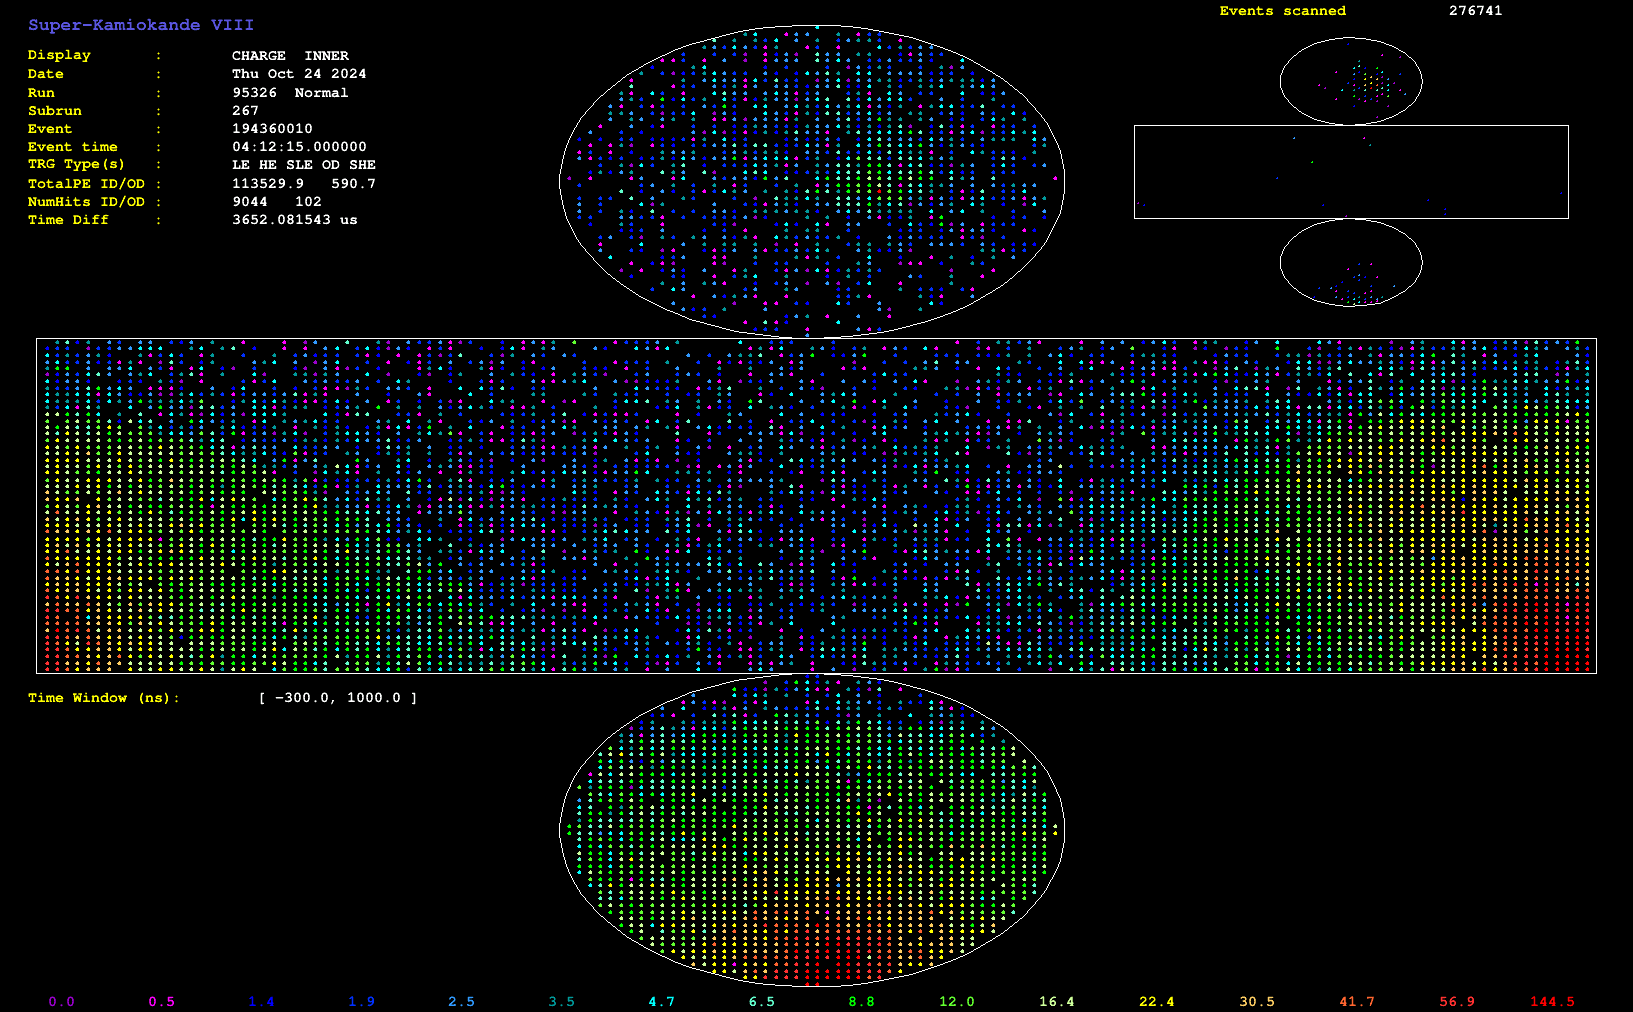 Super-Kamiokande VIII
Events scanned 276741
Display : CHARGE INNER
Date : Thu Oct 24 2024
Run : 95326 Normal
Subrun : 267
Event : 194360010
Event time : 04:12:15.000000
TRG Type(s) : LE HE SLE OD SHE
TotalPE ID/OD : 113529.9 590.7
NumHits ID/OD : 9044 102
Time Diff : 3652.081543 us
Time Window (ns): [ -300.0, 1000.0 ]
0.0 0.5 1.4 1.9 2.5 3.5 4.7 6.5 8.8 12.0 16.4 22.4 30.5 41.7 56.9 144.5